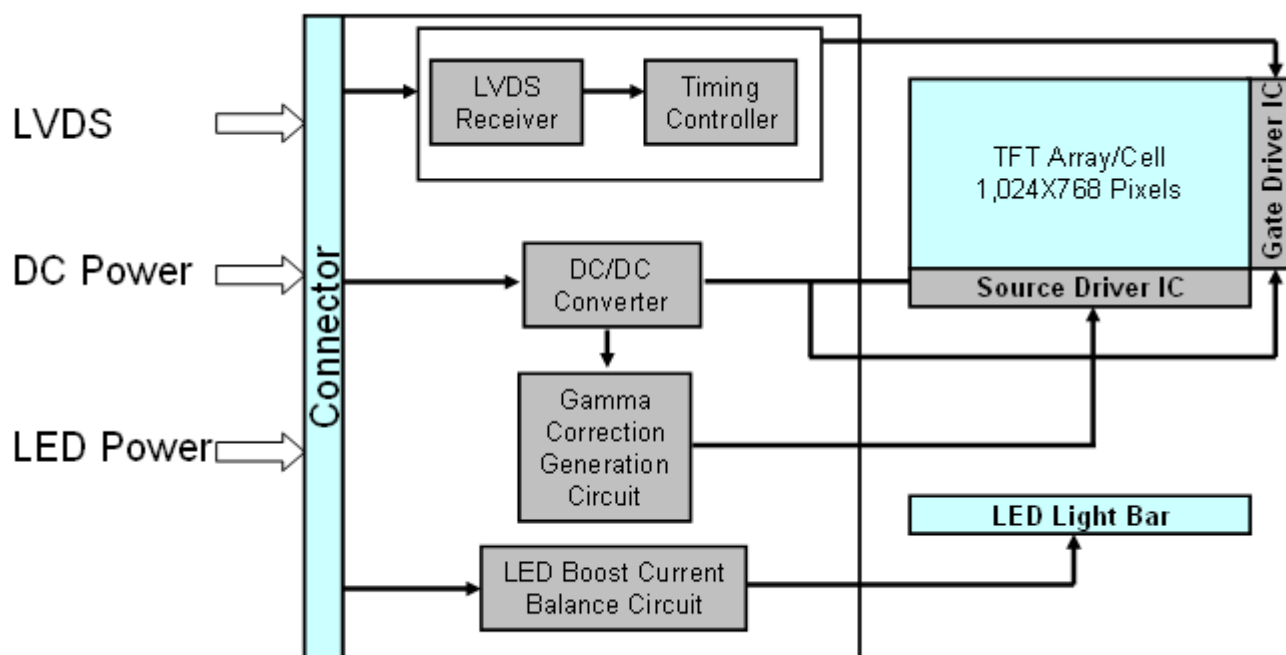 LVDS
DC Power
LED Power
Connector
LVDS
Receiver
Timing
Controller
DC/DC
Converter
Gamma
Correction
Generation
Circuit
LED Boost Current
Balance Circuit
TFT Array/Cell
1,024X768 Pixels
Gate Driver IC
Source Driver IC
LED Light Bar